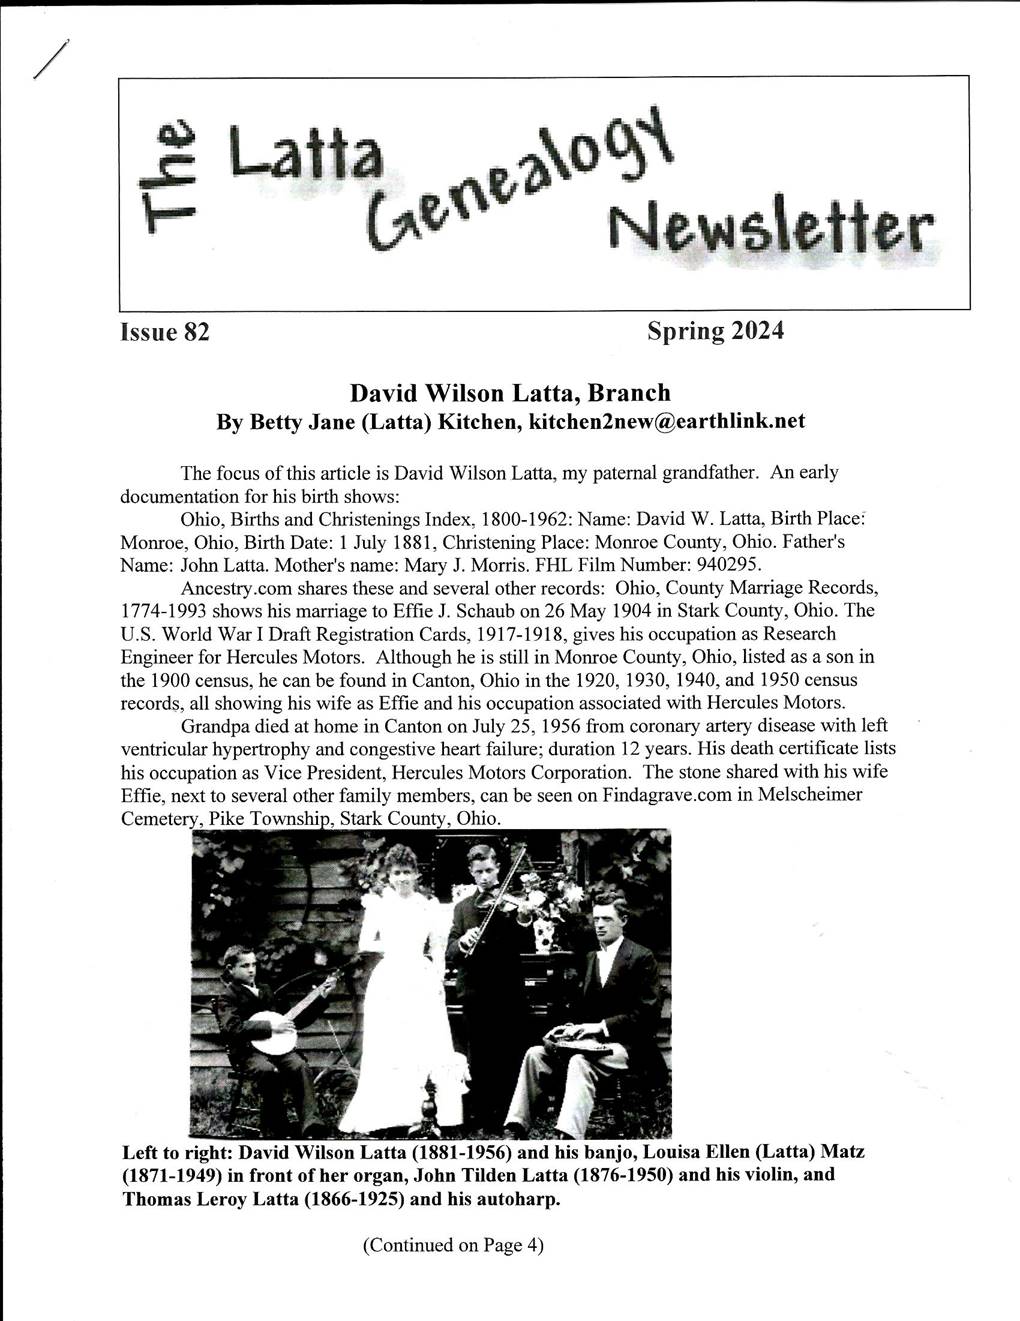 The Latta Genealogy Newsletter
Issue 82 Spring 2024
David Wilson Latta, Branch
By Betty Jane (Latta) Kitchen, kitchen2new@earthlink.net
The focus of this article is David Wilson Latta, my paternal grandfather. An early
documentation for his birth shows:
Ohio, Births and Christenings Index, 1800-1962: Name: David W. Latta, Birth Place:
Monroe, Ohio, Birth Date: 1 July 1881, Christening Place: Monroe County, Ohio. Father's
Name: John Latta. Mother's name: Mary J. Morris. FHL Film Number: 940295.
Ancestry.com shares these and several other records: Ohio, County Marriage Records,
1774-1993 shows his marriage to Effie J. Schaub on 26 May 1904 in Stark County, Ohio. The
U.S. World War I Draft Registration Cards, 1917-1918, gives his occupation as Research
Engineer for Hercules Motors. Although he is still in Monroe County, Ohio, listed as a son in
the 1900 census, he can be found in Canton, Ohio in the 1920, 1930, 1940, and 1950 census
records, all showing his wife as Effie and his occupation associated with Hercules Motors.
Grandpa died at home in Canton on July 25, 1956 from coronary artery disease with left
ventricular hypertrophy and congestive heart failure; duration 12 years. His death certificate lists
his occupation as Vice President, Hercules Motors Corporation. The stone shared with his wife
Effie, next to several other family members, can be seen on Findagrave.com in Melscheimer
Cemetery, Pike Township, Stark County, Ohio.
Left to right: David Wilson Latta (1881-1956) and his banjo, Louisa Ellen (Latta) Matz
(1871-1949) in front of her organ, John Tilden Latta (1876-1950) and his violin, and
Thomas Leroy Latta (1866-1925) and his autoharp.
(Continued on Page 4)